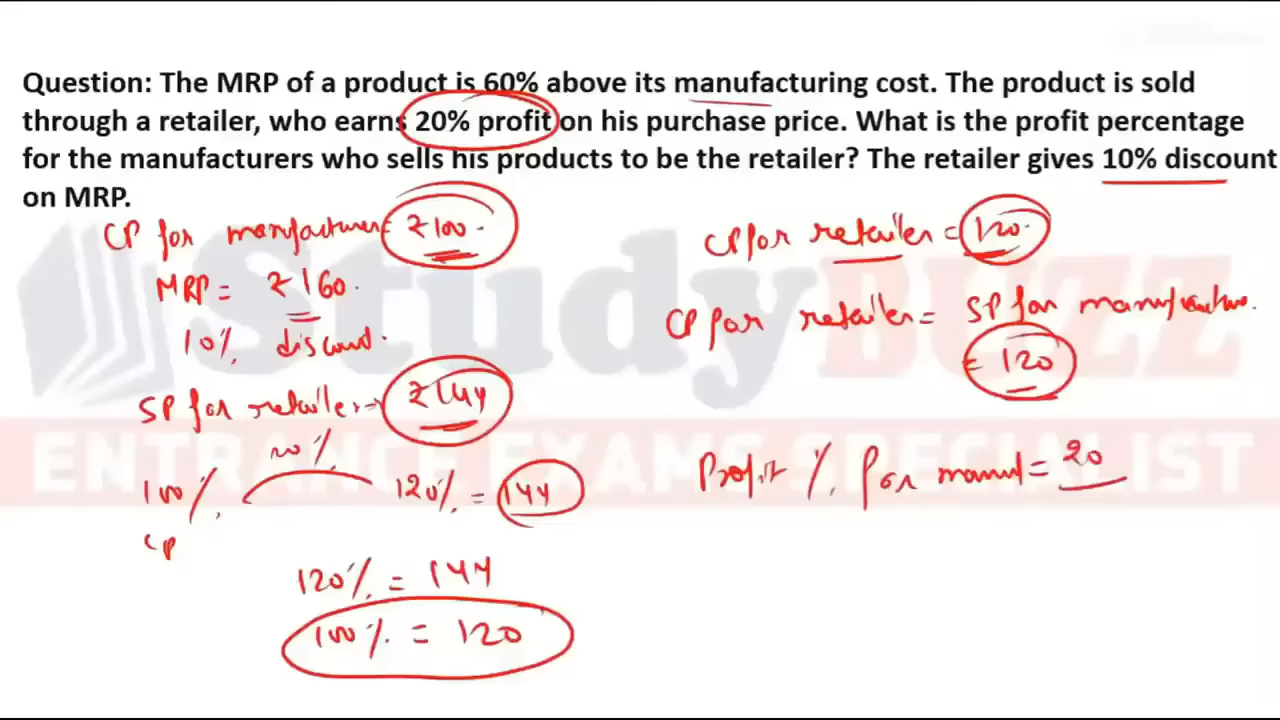 Question: The MRP of a product is 60% above its manufacturing cost. The product is sold
through a retailer, who earns 20% profit on his purchase price. What is the profit percentage
for the manufacturers who sells his products to be the retailer? The retailer gives 10% discount
on MRP.
CP for manufacturer = ₹100.
MRP = ₹160.
10% discount.
SP for retailer → ₹144
20%
100% 120% = 144
CP
120% = 144
100% = 120
CP for retailer = 120.
CP for retailer = SP for manufacturer.
= 120
Profit % for manuf = 20
StudyBUZZ
ENTRANCE EXAMS SPECIALIST